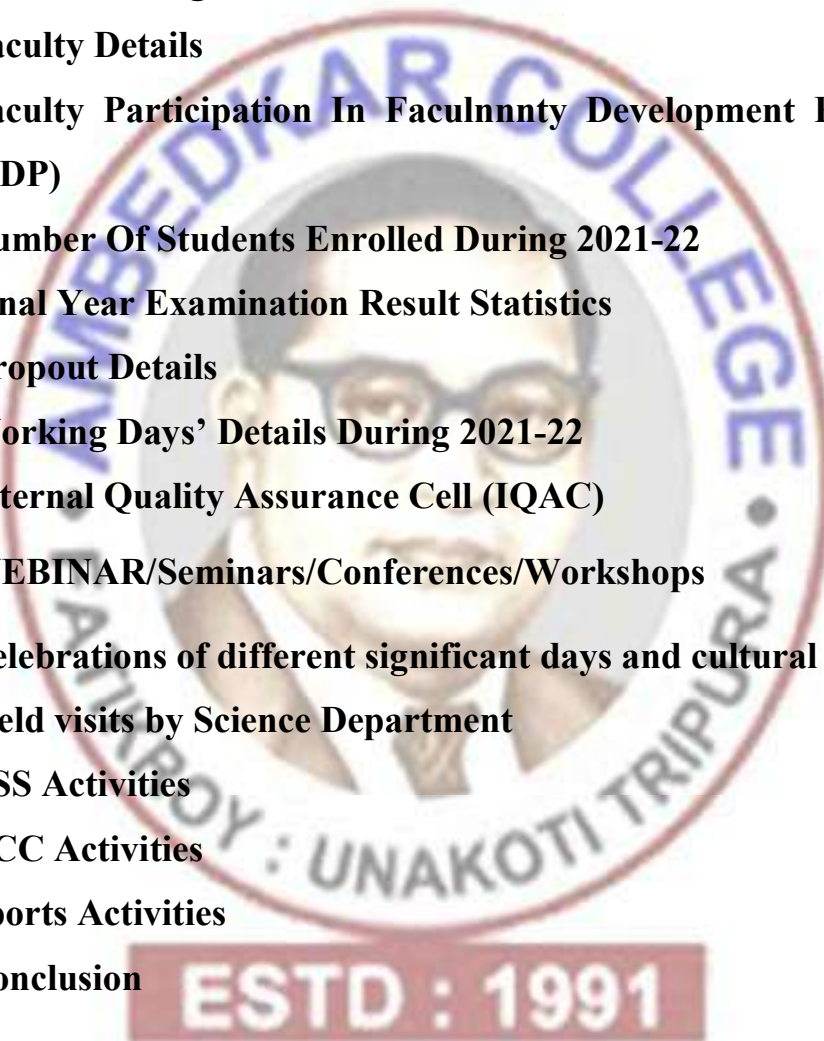 aculty Details
aculty Participation In Faculnnnty Development
DP)
umber Of Students Enrolled During 2021-22
nal Year Examination Result Statistics
ropout Details
orking Days’ Details During 2021-22
ternal Quality Assurance Cell (IQAC)
EBINAR/Seminars/Conferences/Workshops
elebrations of different significant days and cultural
eld visits by Science Department
SS Activities
CC Activities
ports Activities
onclusion
AMBEDKAR COLLEGE
FATIKROY : UNAKOTI TRIPURA
ESTD : 1991